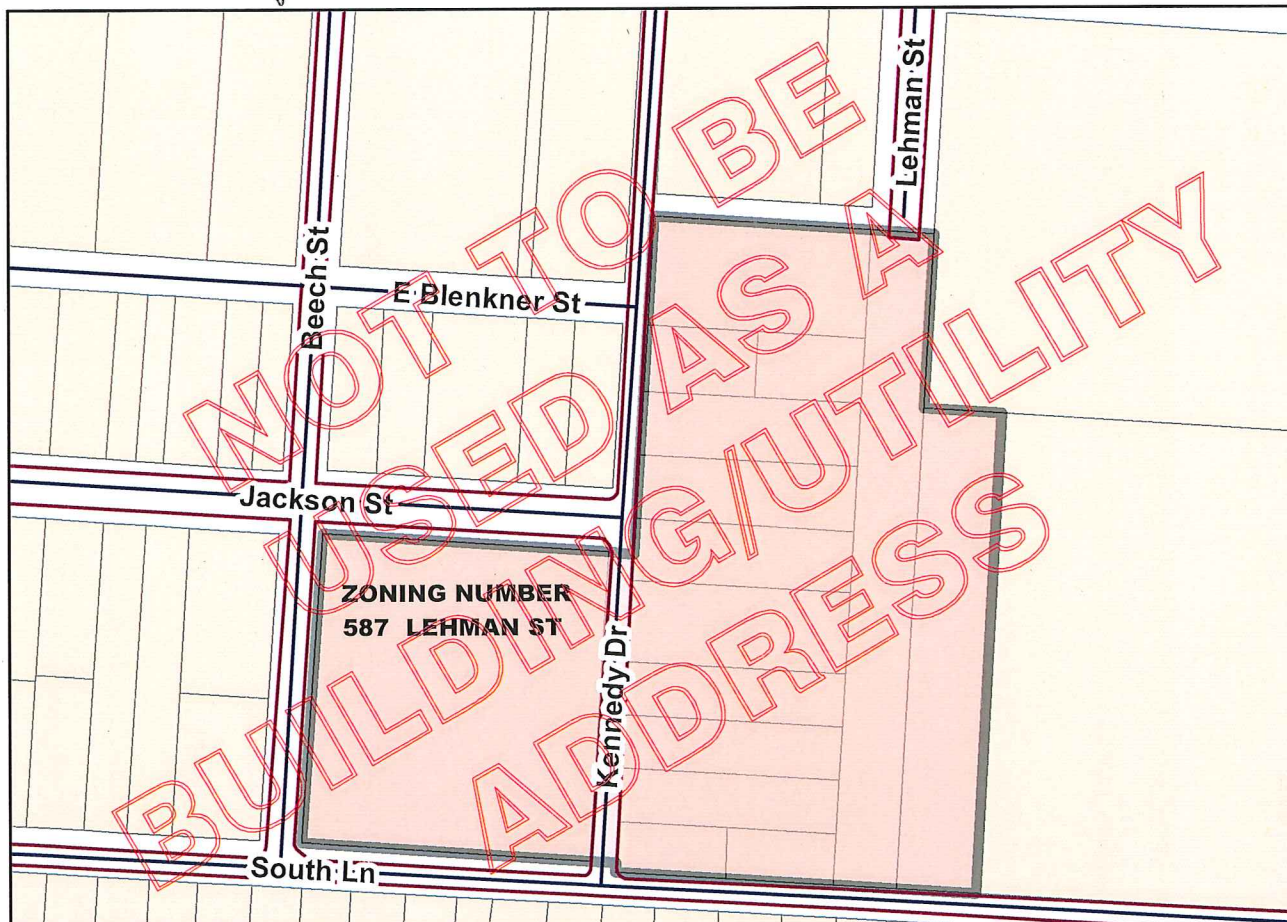 Lehman St
NOT TO BE
USED AS A
BUILDING/UTILITY
ADDRESS
Beech St
E Blenkner St
Jackson St
ZONING NUMBER
587 LEHMAN ST
Kennedy Dr
South Ln